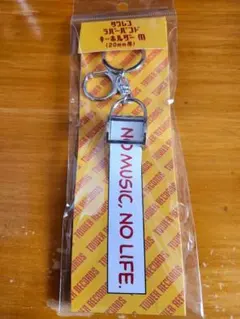 タワレコ
ラバーバンド
キーホルダー M
(20mm用)
NO MUSIC, NO LIFE.
TOWER RECORDS